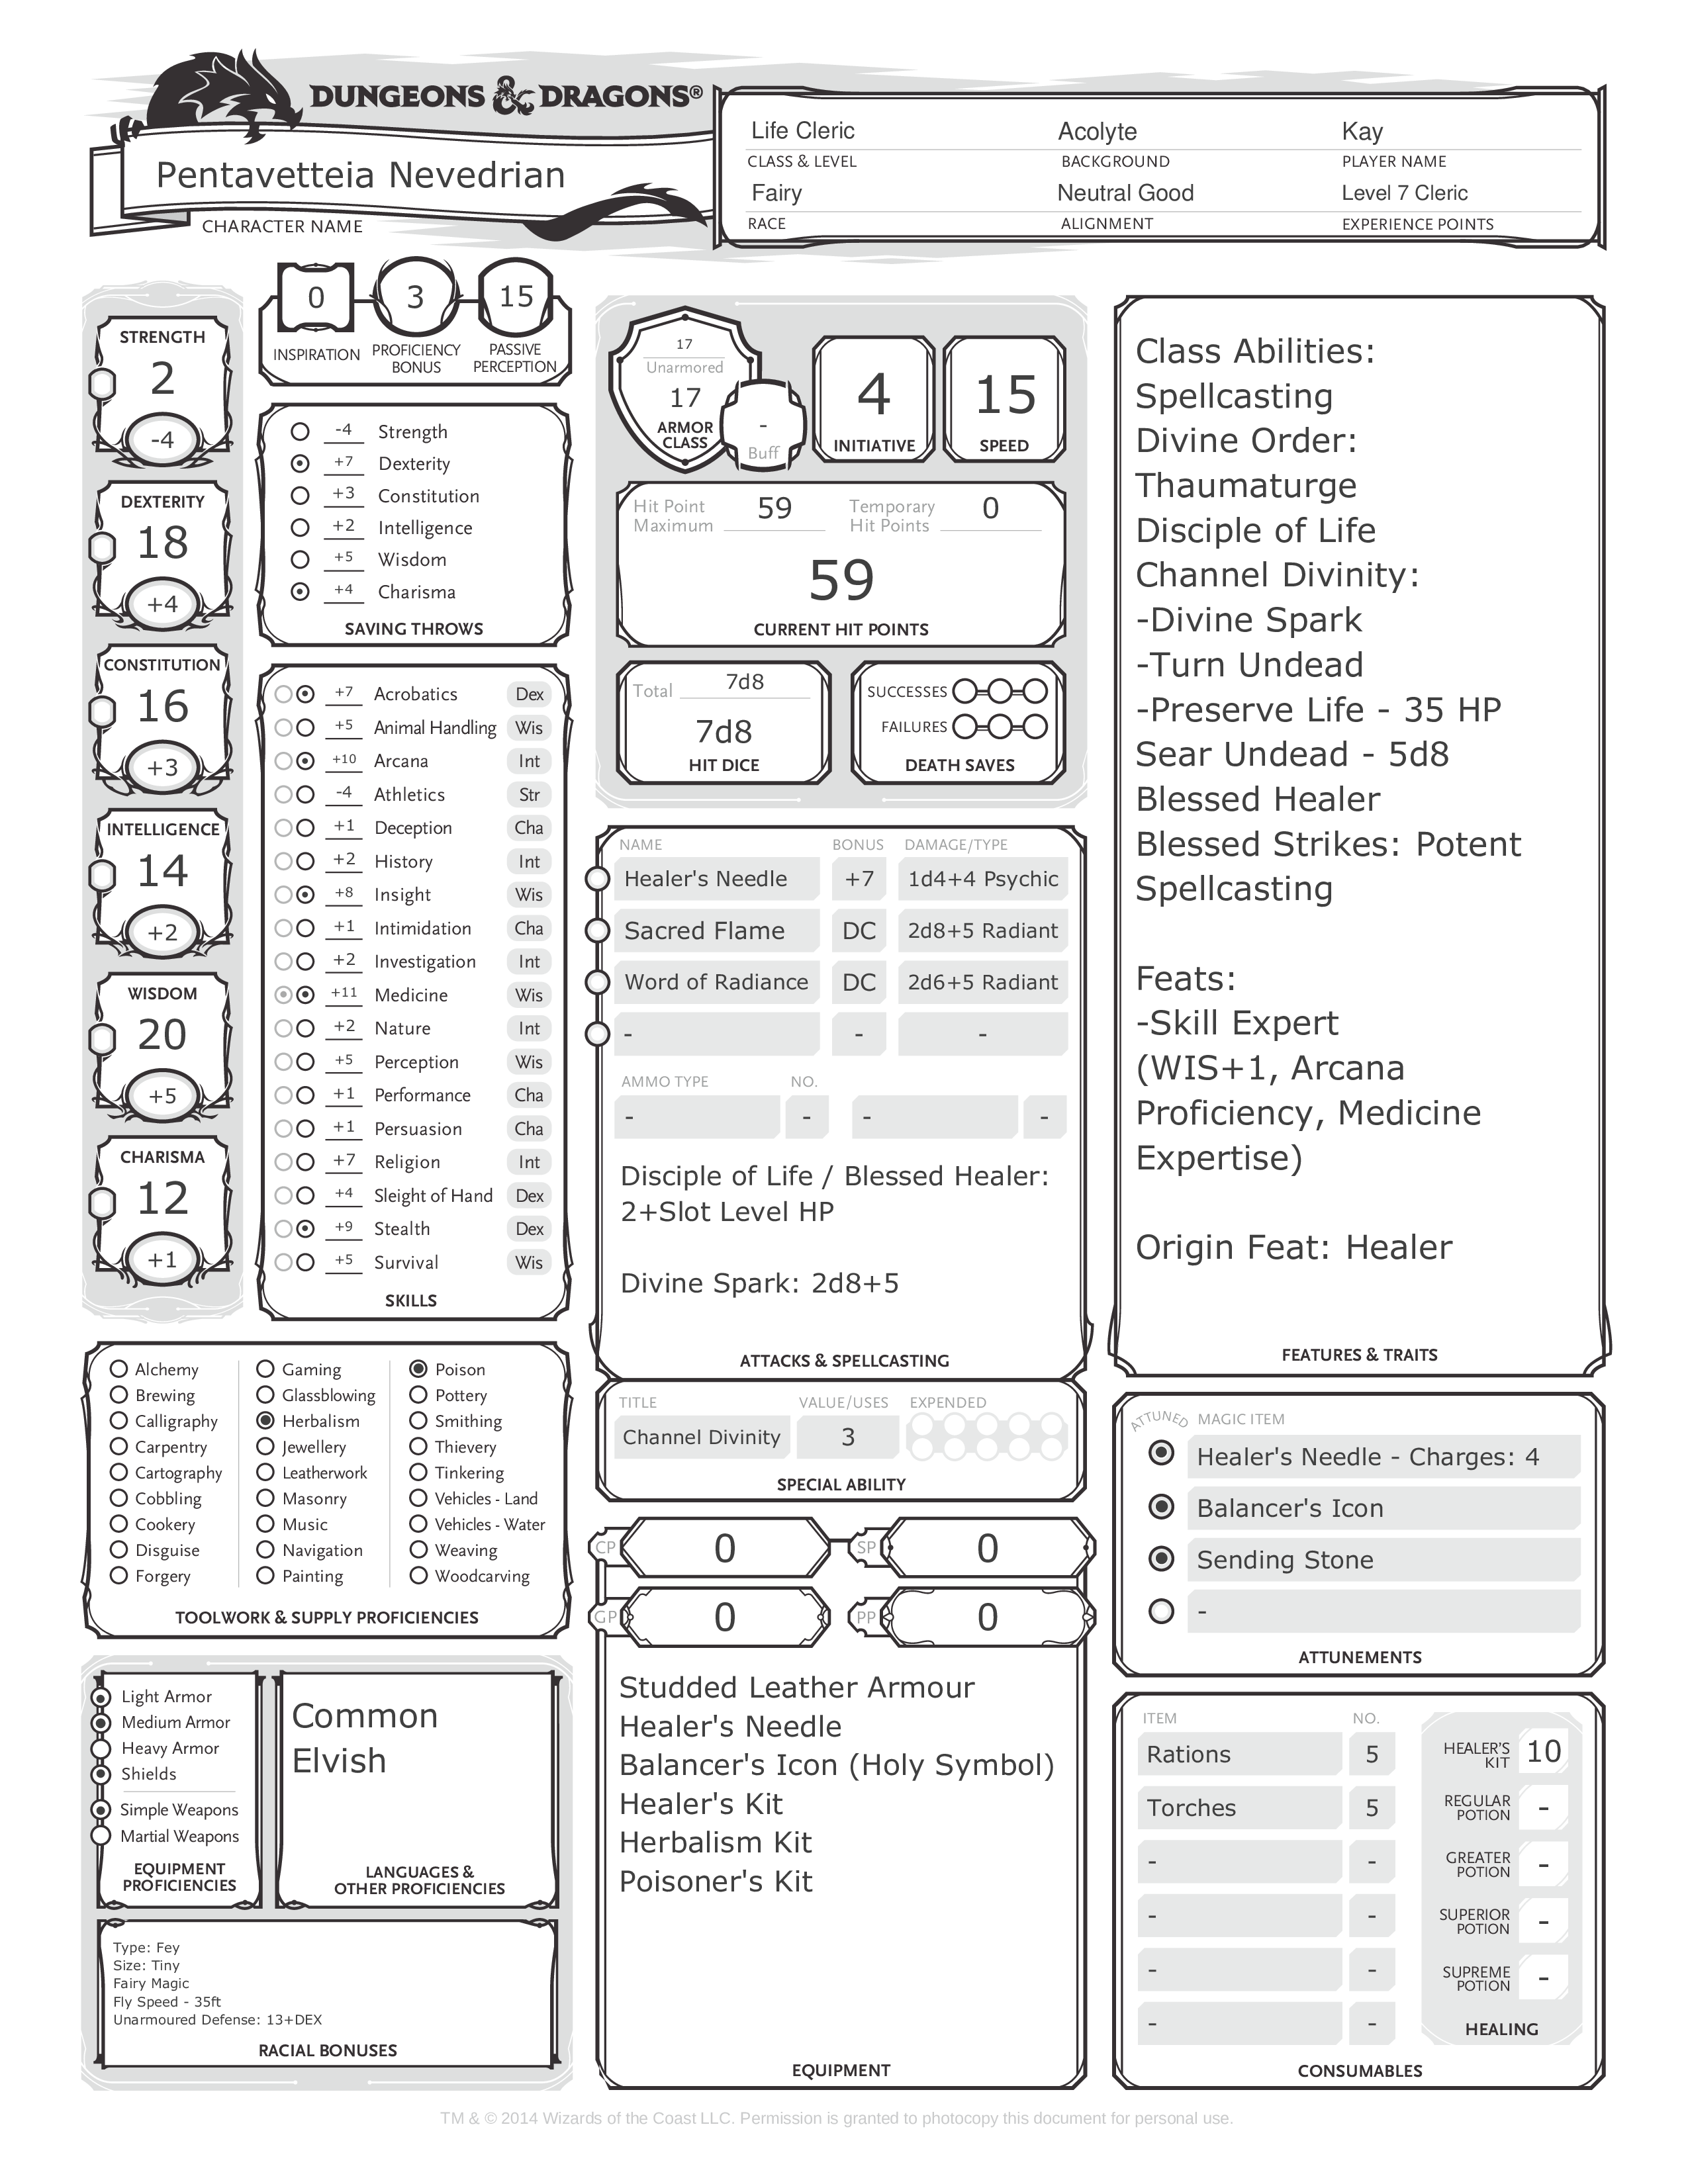 DUNGEONS & DRAGONS®
Pentavetteia Nevedrian
CHARACTER NAME
Life Cleric
Acolyte
Kay
CLASS & LEVEL
BACKGROUND
PLAYER NAME
Fairy
Neutral Good
Level 7 Cleric
RACE
ALIGNMENT
EXPERIENCE POINTS
STRENGTH
2
-4
DEXTERITY
18
+4
CONSTITUTION
16
+3
INTELLIGENCE
14
+2
WISDOM
20
+5
CHARISMA
12
+1
0
INSPIRATION
3
PROFICIENCY
BONUS
15
PASSIVE
PERCEPTION
-4 Strength
+7 Dexterity
+3 Constitution
+2 Intelligence
+5 Wisdom
+4 Charisma
SAVING THROWS
+7 Acrobatics Dex
+5 Animal Handling Wis
+10 Arcana Int
-4 Athletics Str
+1 Deception Cha
+2 History Int
+8 Insight Wis
+1 Intimidation Cha
+2 Investigation Int
+11 Medicine Wis
+2 Nature Int
+5 Perception Wis
+1 Performance Cha
+1 Persuasion Cha
+7 Religion Int
+4 Sleight of Hand Dex
+9 Stealth Dex
+5 Survival Wis
SKILLS
Alchemy
Brewing
Calligraphy
Carpentry
Cartography
Cobbling
Cookery
Disguise
Forgery
Gaming
Glassblowing
Herbalism
Jewellery
Leatherwork
Masonry
Music
Navigation
Painting
Poison
Pottery
Smithing
Thievery
Tinkering
Vehicles - Land
Vehicles - Water
Weaving
Woodcarving
TOOLWORK & SUPPLY PROFICIENCIES
Light Armor
Medium Armor
Heavy Armor
Shields
Simple Weapons
Martial Weapons
EQUIPMENT
PROFICIENCIES
Common
Elvish
LANGUAGES &
OTHER PROFICIENCIES
Type: Fey
Size: Tiny
Fairy Magic
Fly Speed - 35ft
Unarmoured Defense: 13+DEX
RACIAL BONUSES
17
Unarmored
17
ARMOR
CLASS
-
Buff
4
INITIATIVE
15
SPEED
Hit Point
Maximum
59
Temporary
Hit Points
0
59
CURRENT HIT POINTS
Total 7d8
7d8
HIT DICE
SUCCESSES
FAILURES
DEATH SAVES
NAME BONUS DAMAGE/TYPE
Healer's Needle +7 1d4+4 Psychic
Sacred Flame DC 2d8+5 Radiant
Word of Radiance DC 2d6+5 Radiant
- - -
AMMO TYPE NO.
- - - -
Disciple of Life / Blessed Healer:
2+Slot Level HP
Divine Spark: 2d8+5
ATTACKS & SPELLCASTING
TITLE VALUE/USES EXPENDED
Channel Divinity 3
SPECIAL ABILITY
CP 0 SP 0
GP 0 PP 0
Studded Leather Armour
Healer's Needle
Balancer's Icon (Holy Symbol)
Healer's Kit
Herbalism Kit
Poisoner's Kit
EQUIPMENT
Class Abilities:
Spellcasting
Divine Order:
Thaumaturge
Disciple of Life
Channel Divinity:
-Divine Spark
-Turn Undead
-Preserve Life - 35 HP
Sear Undead - 5d8
Blessed Healer
Blessed Strikes: Potent
Spellcasting
Feats:
-Skill Expert
(WIS+1, Arcana
Proficiency, Medicine
Expertise)
Origin Feat: Healer
FEATURES & TRAITS
ATTUNED MAGIC ITEM
Healer's Needle - Charges: 4
Balancer's Icon
Sending Stone
-
ATTUNEMENTS
ITEM NO.
Rations 5
Torches 5
- -
- -
- -
- -
HEALER'S
KIT
10
REGULAR
POTION
-
GREATER
POTION
-
SUPERIOR
POTION
-
SUPREME
POTION
-
HEALING
CONSUMABLES
TM & © 2014 Wizards of the Coast LLC. Permission is granted to photocopy this document for personal use.